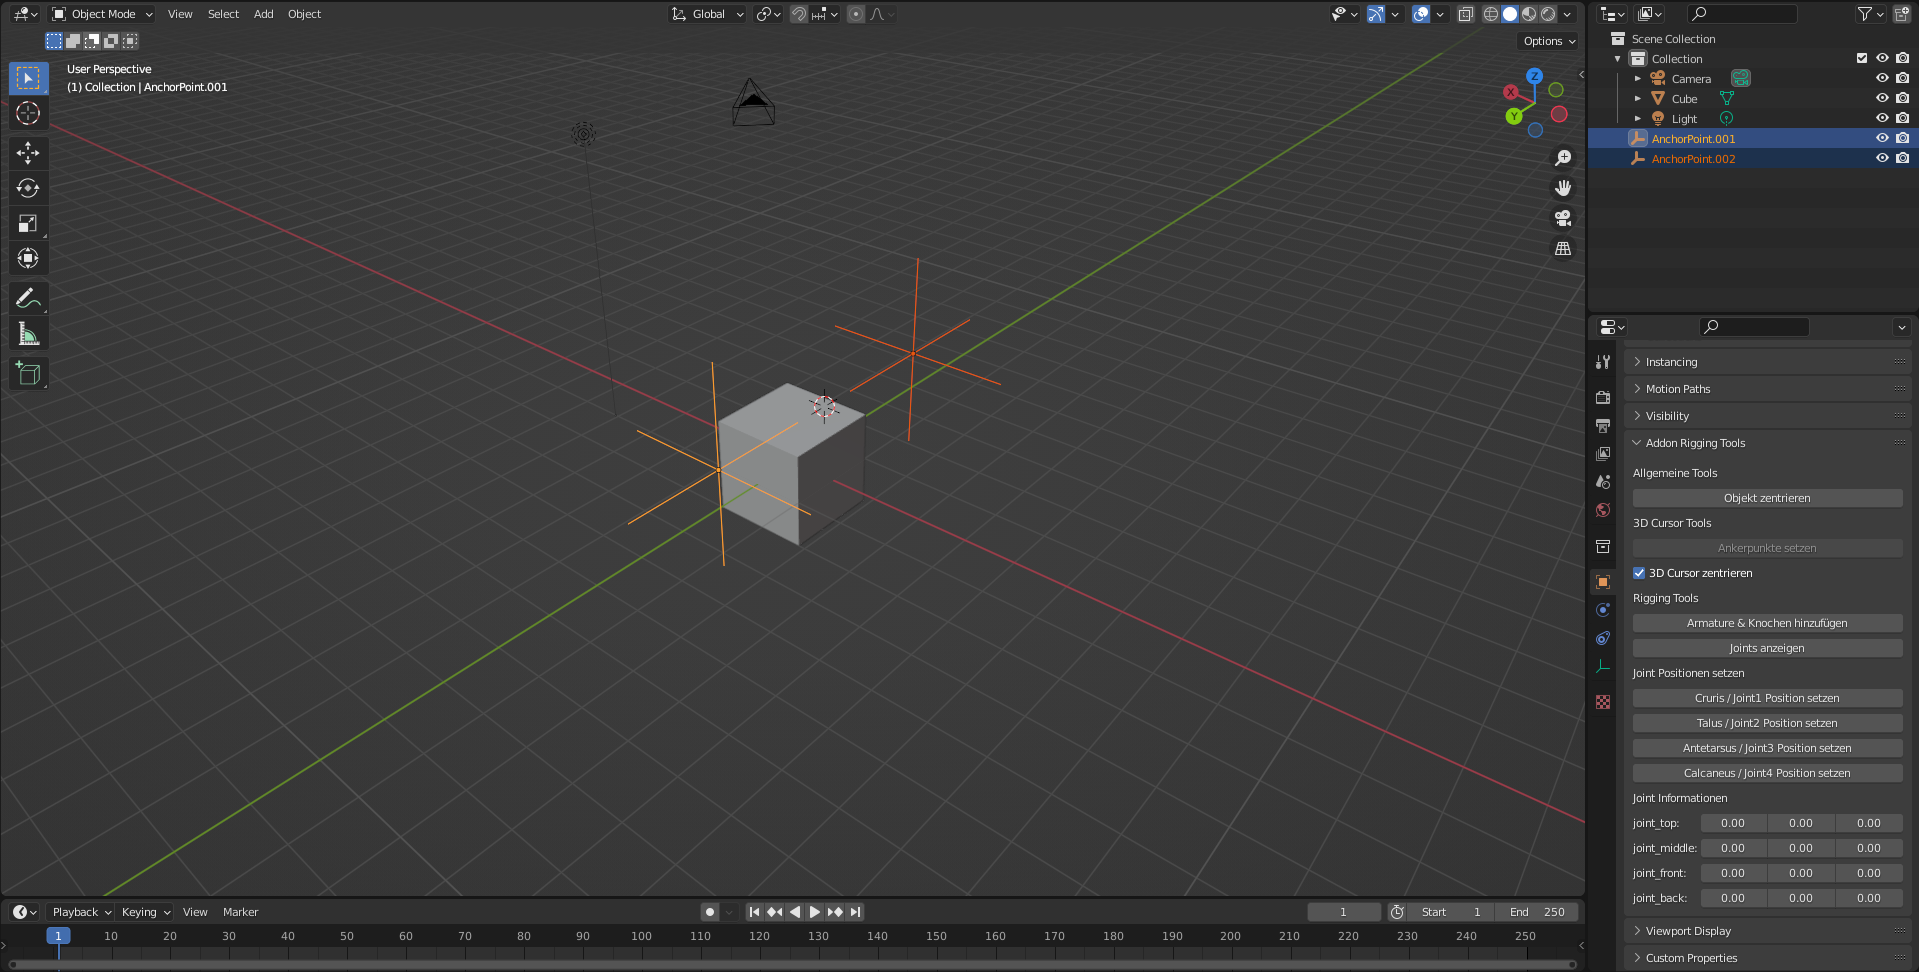 Object Mode View Select Add Object Global
Options
User Perspective
(1) Collection | AnchorPoint.001
Z
X
Y
Scene Collection
Collection
Camera
Cube
Light
AnchorPoint.001
AnchorPoint.002
Instancing
Motion Paths
Visibility
Addon Rigging Tools
Allgemeine Tools
Objekt zentrieren
3D Cursor Tools
Ankerpunkte setzen
3D Cursor zentrieren
Rigging Tools
Armature & Knochen hinzufügen
Joints anzeigen
Joint Positionen setzen
Cruris / Joint1 Position setzen
Talus / Joint2 Position setzen
Antetarsus / Joint3 Position setzen
Calcaneus / Joint4 Position setzen
Joint Informationen
joint_top: 0.00 0.00 0.00
joint_middle: 0.00 0.00 0.00
joint_front: 0.00 0.00 0.00
joint_back: 0.00 0.00 0.00
Viewport Display
Custom Properties
Playback Keying View Marker 1 Start 1 End 250
1 10 20 30 40 50 60 70 80 90 100 110 120 130 140 150 160 170 180 190 200 210 220 230 240 250